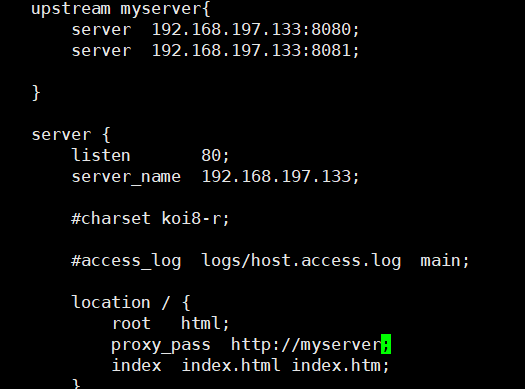 upstream myserver{
server  192.168.197.133:8080;
server  192.168.197.133:8081;
}
server {
listen       80;
server_name  192.168.197.133;
#charset koi8-r;
#access_log  logs/host.access.log  main;
location / {
root   html;
proxy_pass  http://myserver;
index  index.html index.htm;
}